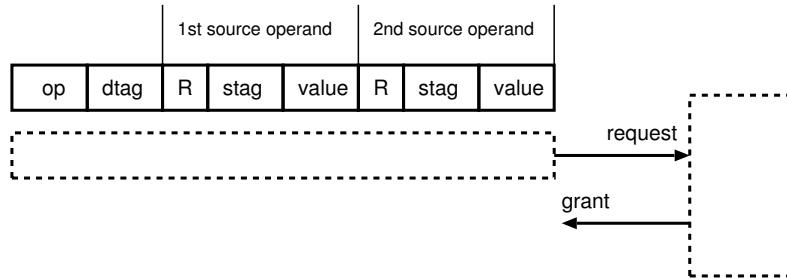 1st source operand 2nd source operand
op dtag R stag value R stag value
request
grant